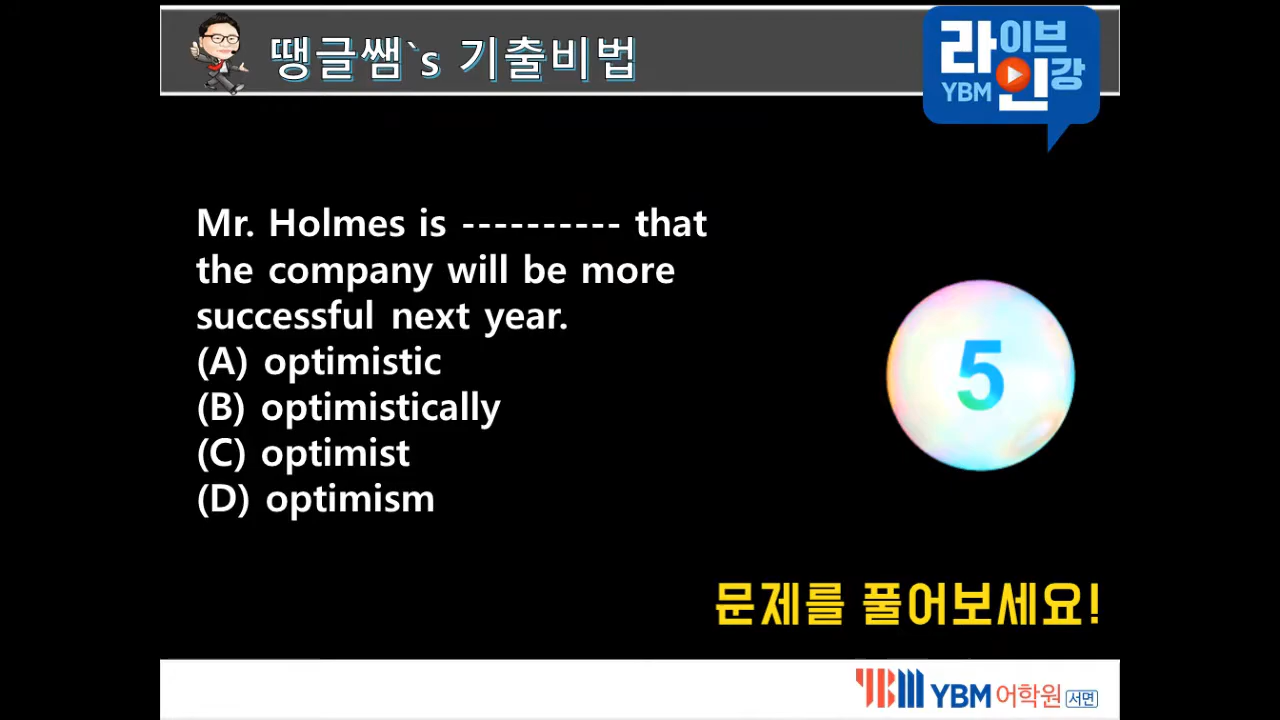 땡글쌤`s 기출비법
라이브
YBM 인강
Mr. Holmes is ---------- that
the company will be more
successful next year.
(A) optimistic
(B) optimistically
(C) optimist
(D) optimism
5
문제를 풀어보세요!
YBM YBM 어학원 서면